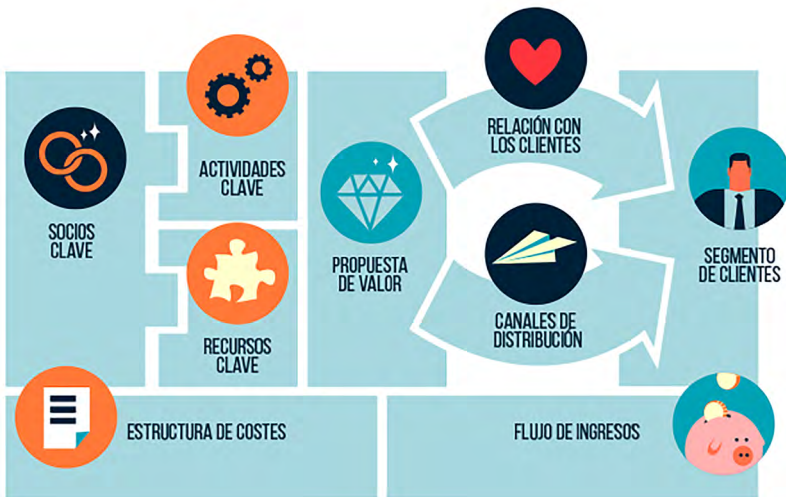 SOCIOS
CLAVE
ACTIVIDADES
CLAVE
RECURSOS
CLAVE
PROPUESTA
DE VALOR
RELACIÓN CON
LOS CLIENTES
CANALES DE
DISTRIBUCIÓN
SEGMENTO
DE CLIENTES
ESTRUCTURA DE COSTES
FLUJO DE INGRESOS